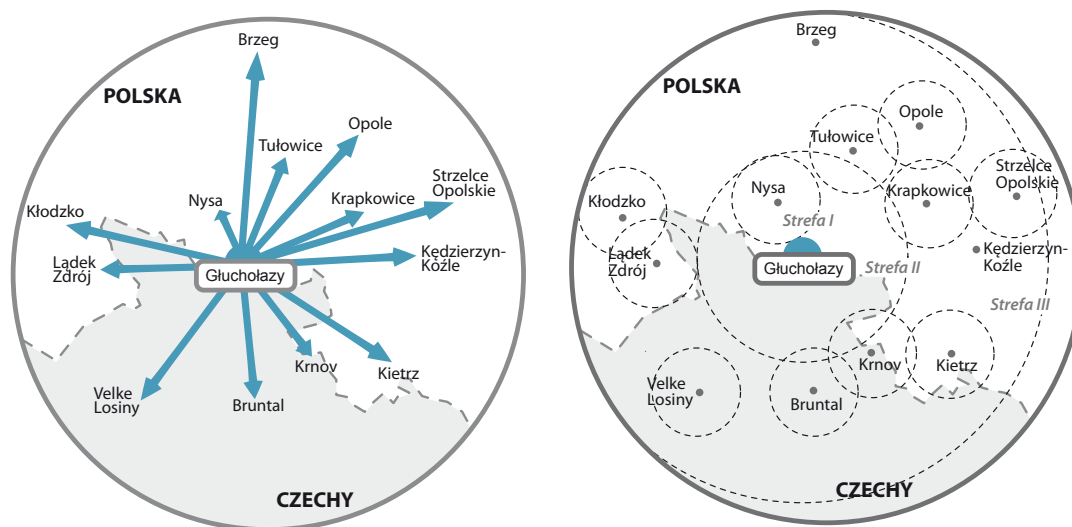 Brzeg
POLSKA
Opole
Tułowice
Strzelce
Opolskie
Nysa
Krapkowice
Kłodzko
Kędzierzyn-
Koźle
Lądek
Zdrój
Głuchołazy
Krnov
Kietrz
Velke
Losiny
Bruntal
CZECHY
Brzeg
POLSKA
Opole
Tułowice
Strzelce
Opolskie
Nysa
Krapkowice
Kłodzko
Strefa I
Kędzierzyn-
Koźle
Lądek
Zdrój
Głuchołazy
Strefa II
Strefa III
Krnov
Kietrz
Velke
Losiny
Bruntal
CZECHY